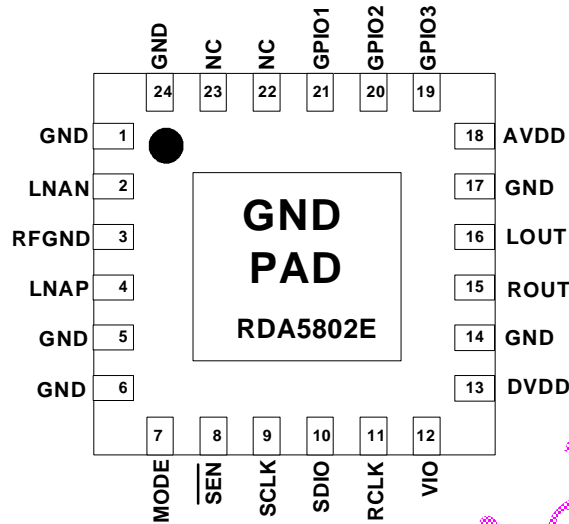 GND
NC
NC
GPIO1
GPIO2
GPIO3
24
23
22
21
20
19
GND 1
18 AVDD
LNAN 2
17 GND
RFGND 3
16 LOUT
LNAP 4
15 ROUT
GND 5
14 GND
GND 6
13 DVDD
GND
PAD
RDA5802E
7
8
9
10
11
12
MODE
SEN
SCLK
SDIO
RCLK
VIO